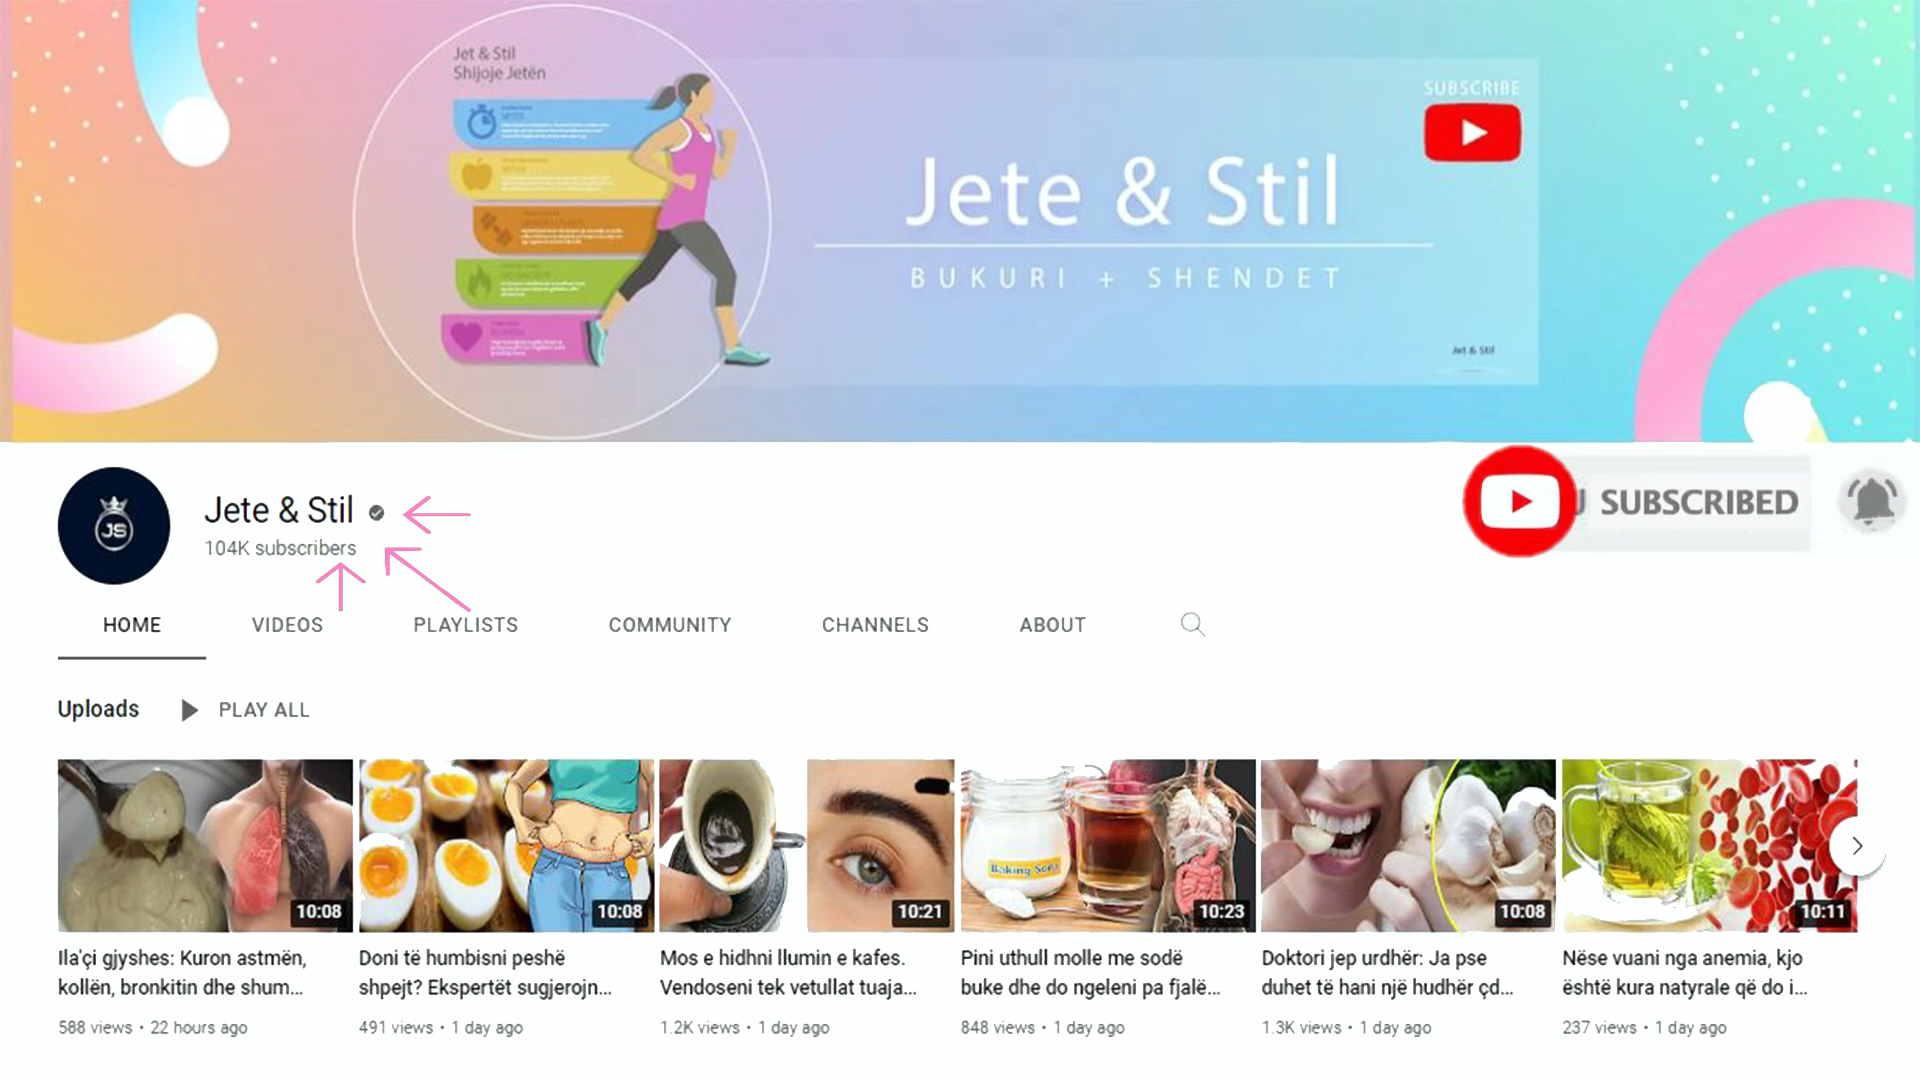 Jet & Stil
Shijoje Jetën
SUBSCRIBE
Jete & Stil
BUKURI + SHENDET
Jet & Stil
JS
Jete & Stil
104K subscribers
SUBSCRIBED
HOME VIDEOS PLAYLISTS COMMUNITY CHANNELS ABOUT
Uploads PLAY ALL
Baking Soda
10:08 10:08 10:21 10:23 10:08 10:11
Ila'çi gjyshes: Kuron astmën,
kollën, bronkitin dhe shum...
588 views • 22 hours ago
Doni të humbisni peshë
shpejt? Ekspertët sugjerojn...
491 views • 1 day ago
Mos e hidhni llumin e kafes.
Vendoseni tek vetullat tuaja...
1.2K views • 1 day ago
Pini uthull molle me sodë
buke dhe do ngeleni pa fjalë...
848 views • 1 day ago
Doktori jep urdhër: Ja pse
duhet të hani një hudhër çd...
1.3K views • 1 day ago
Nëse vuani nga anemia, kjo
është kura natyrale që do i...
237 views • 1 day ago